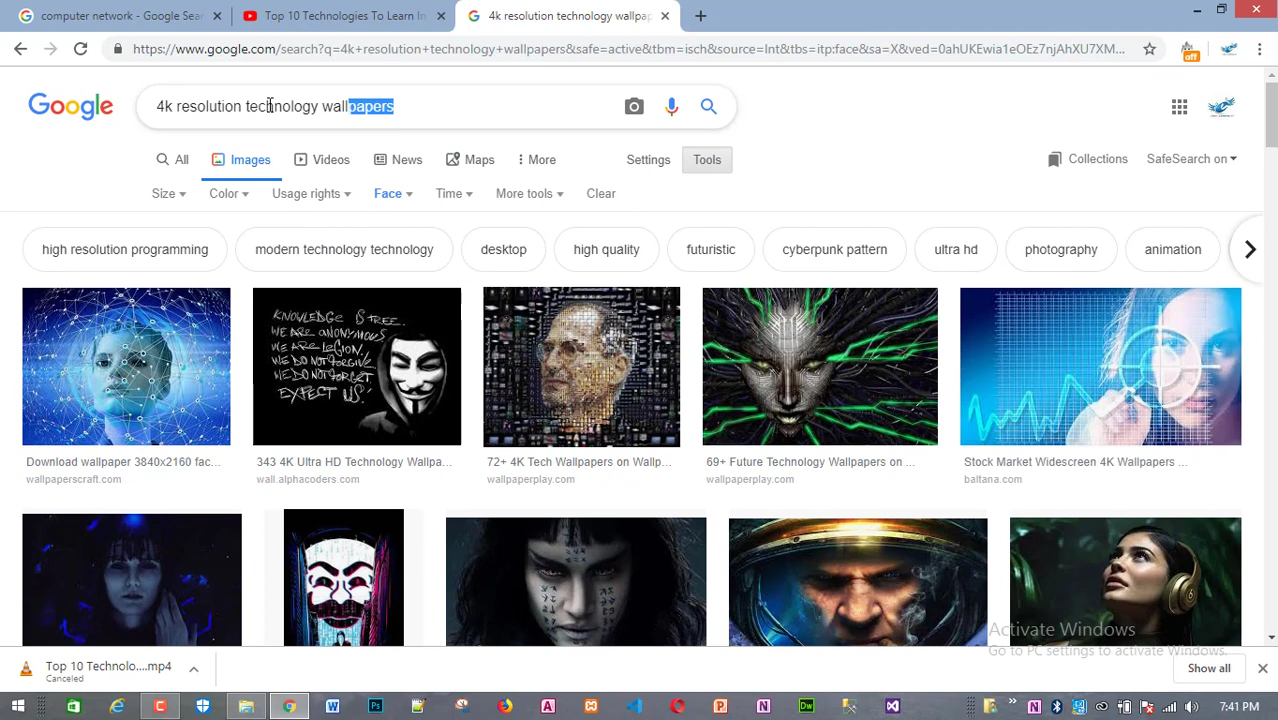 computer network - Google Sea
Top 10 Technologies To Learn In
4k resolution technology wallpap
https://www.google.com/search?q=4k+resolution+technology+wallpapers&safe=active&tbm=isch&source=lnt&tbs=itp:face&sa=X&ved=0ahUKEwia1eOEz7njAhXU7XM...
off
Google
4k resolution technology wallpapers
All
Images
Videos
News
Maps
More
Settings
Tools
Collections
SafeSearch on
Size
Color
Usage rights
Face
Time
More tools
Clear
high resolution programming
modern technology technology
desktop
high quality
futuristic
cyberpunk pattern
ultra hd
photography
animation
KNOWLEDGE IS FREE.
WE ARE ANONYMOUS.
WE ARE LEGION.
WE DO NOT FORGIVE.
WE DO NOT FORGET
EXPECT US!
Download wallpaper 3840x2160 fac...
wallpaperscraft.com
343 4K Ultra HD Technology Wallpa...
wall.alphacoders.com
72+ 4K Tech Wallpapers on Wallp...
wallpaperplay.com
69+ Future Technology Wallpapers on ...
wallpaperplay.com
Stock Market Widescreen 4K Wallpapers ...
baltana.com
Activate Windows
Go to PC settings to activate Windows.
Top 10 Technolo....mp4
Canceled
Show all
7:41 PM